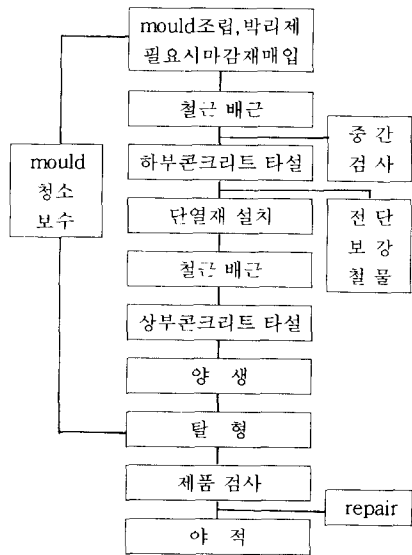 mould조립,박리제
필요시마감재매입
철근 배근
중 간
검 사
하부콘크리트 타설
mould
청소
보수
단열재 설치
전 단
보 강
철 물
철근 배근
상부콘크리트 타설
양 생
탈 형
제품 검사
repair
야 적